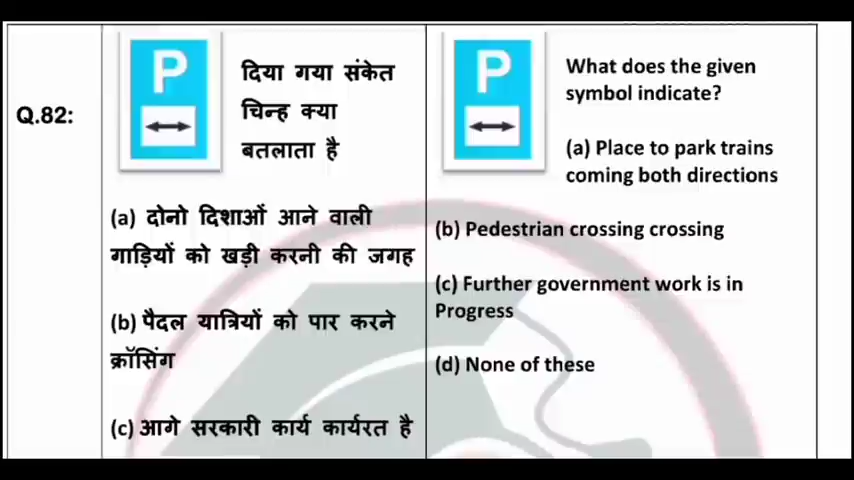 Q.82:
P
दिया गया संकेत
चिन्ह क्या
बतलाता है
(a) दोनो दिशाओं आने वाली
गाड़ियों को खड़ी करनी की जगह
(b) पैदल यात्रियों को पार करने
क्रॉसिंग
(c) आगे सरकारी कार्य कार्यरत है
P
What does the given
symbol indicate?
(a) Place to park trains
coming both directions
(b) Pedestrian crossing crossing
(c) Further government work is in
Progress
(d) None of these